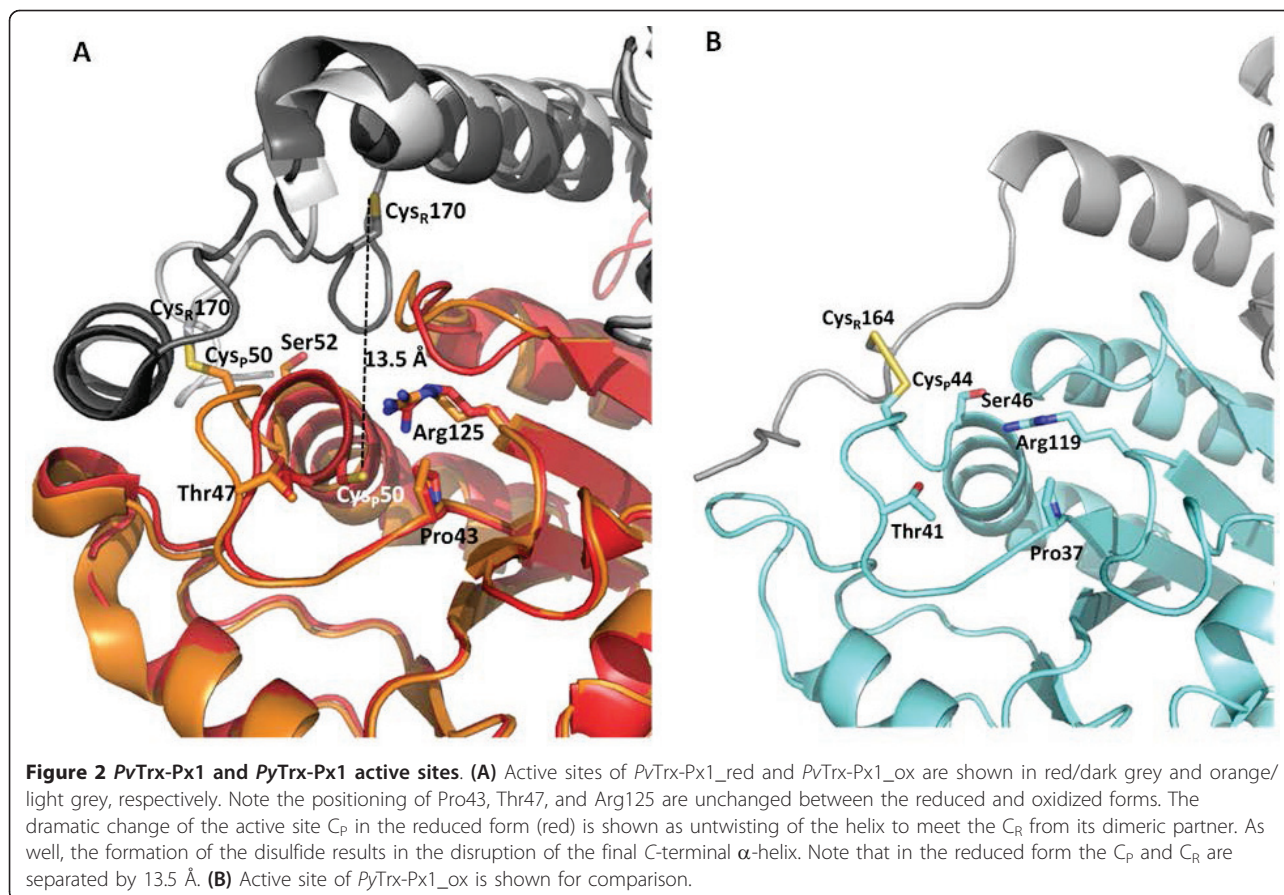 A
B
Cys_R170
Cys_R170
Cys_P50
Ser52
13.5 Å
Arg125
Thr47
Cys_P50
Pro43
Cys_R164
Cys_P44
Ser46
Arg119
Thr41
Pro37
Figure 2 PvTrx-Px1 and PyTrx-Px1 active sites. (A) Active sites of PvTrx-Px1_red and PvTrx-Px1_ox are shown in red/dark grey and orange/
light grey, respectively. Note the positioning of Pro43, Thr47, and Arg125 are unchanged between the reduced and oxidized forms. The
dramatic change of the active site C_P in the reduced form (red) is shown as untwisting of the helix to meet the C_R from its dimeric partner. As
well, the formation of the disulfide results in the disruption of the final C-terminal α-helix. Note that in the reduced form the C_P and C_R are
separated by 13.5 Å. (B) Active site of PyTrx-Px1_ox is shown for comparison.